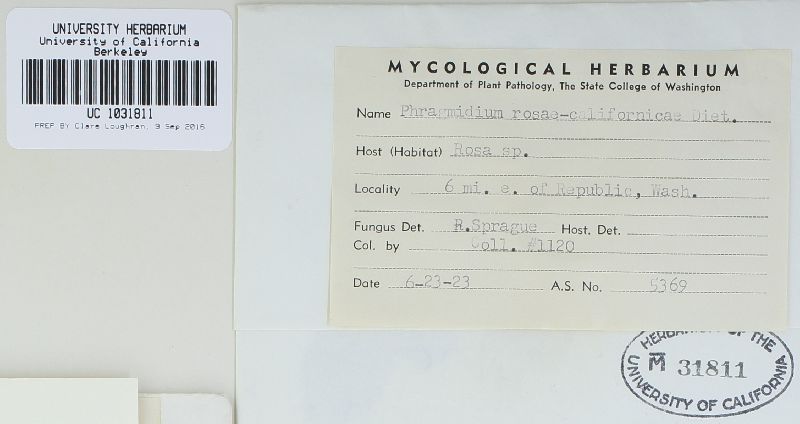 UNIVERSITY HERBARIUM
University of California
Berkeley
UC 1031811
PREP BY Clare Loughran, 9 Sep 2016
MYCOLOGICAL HERBARIUM
Department of Plant Pathology, The State College of Washington
Name Phragmidium rosae-californicae Diet.
Host (Habitat) Rosa sp.
Locality 6 mi. e. of Republic, Wash.
Fungus Det. R.Sprague Host. Det.
Col. by Coll. #1120
Date 6-23-23 A.S. No. 5369
HERBARIUM OF THE
M 31811
UNIVERSITY OF CALIFORNIA